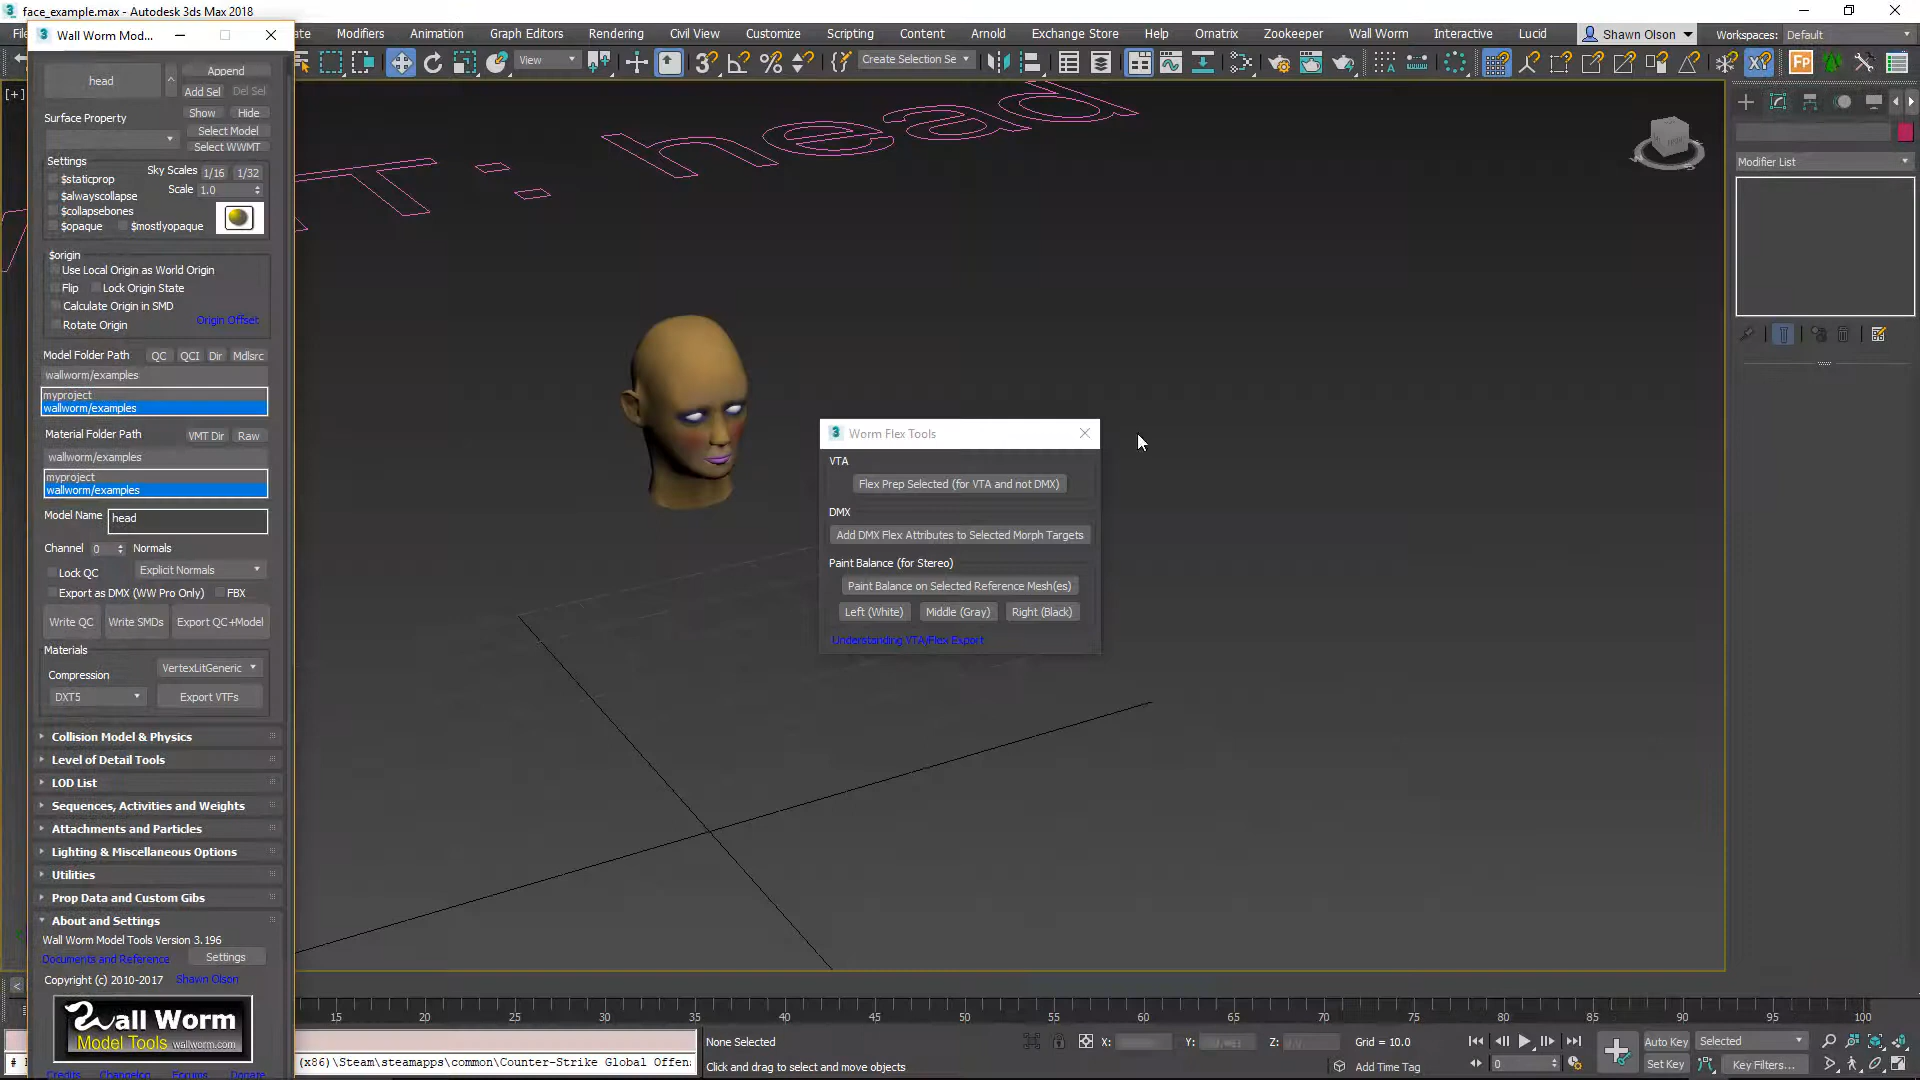 face_example.max - Autodesk 3ds Max 2018
Wall Worm Mod...
Modifiers
Animation
Graph Editors
Rendering
Civil View
Customize
Scripting
Content
Arnold
Exchange Store
Help
Ornatrix
Zookeeper
Wall Worm
Interactive
Lucid
Shawn Olson
Workspaces:
Default
View
Create Selection Se
[+]
T: head
head
Append
Add Sel
Del Sel
Show
Hide
Surface Property
Select Model
Select WWMT
Settings
Sky Scales
1/16
1/32
$staticprop
Scale
1.0
$alwayscollapse
$collapsebones
$opaque
$mostlyopaque
$origin
Use Local Origin as World Origin
Flip
Lock Origin State
Calculate Origin in SMD
Rotate Origin
Origin Offset
Model Folder Path
QC
QCI
Dir
Mdlsrc
wallworm/examples
myproject
wallworm/examples
Material Folder Path
VMT Dir
Raw
wallworm/examples
myproject
wallworm/examples
Model Name
head
Channel
0
Normals
Lock QC
Explicit Normals
Export as DMX (WW Pro Only)
FBX
Write QC
Write SMDs
Export QC+Model
Materials
Compression
VertexLitGeneric
DXT5
Export VTFs
Collision Model & Physics
Level of Detail Tools
LOD List
Sequences, Activities and Weights
Attachments and Particles
Lighting & Miscellaneous Options
Utilities
Prop Data and Custom Gibs
About and Settings
Wall Worm Model Tools Version 3.196
Documents and Reference
Settings
Copyright (c) 2010-2017
Shawn Olson
Wall Worm
Model Tools wallworm.com
Credits
Changelog
Forums
Donate
Worm Flex Tools
VTA
Flex Prep Selected (for VTA and not DMX)
DMX
Add DMX Flex Attributes to Selected Morph Targets
Paint Balance (for Stereo)
Paint Balance on Selected Reference Mesh(es)
Left (White)
Middle (Gray)
Right (Black)
Understanding VTA/Flex Export
Modifier List
15
20
25
30
35
40
45
50
55
60
65
70
75
80
85
90
95
100
(x86)\Steam\steamapps\common\Counter-Strike Global Offen
None Selected
Click and drag to select and move objects
X:
Y:
Z:
Grid = 10.0
Add Time Tag
0
Auto Key
Selected
Set Key
Key Filters...